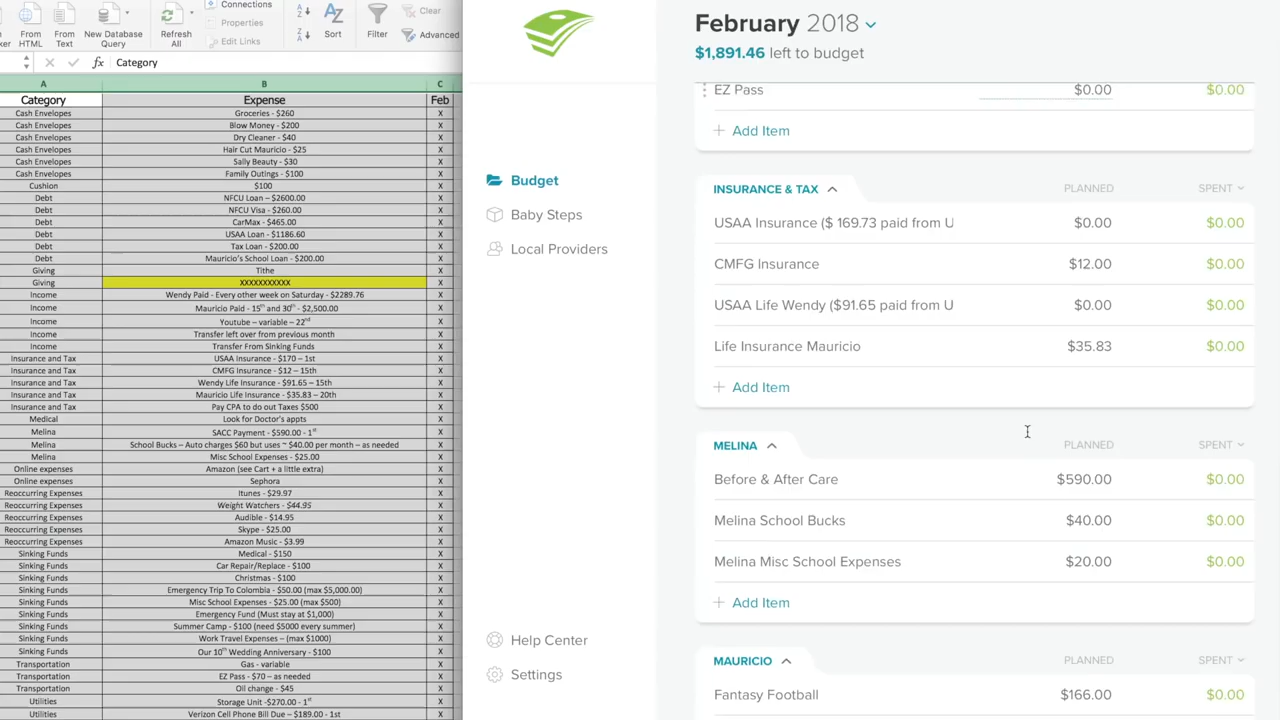 From HTML
From Text
New Database Query
Refresh All
Connections
Properties
Edit Links
Sort
Filter
Clear
Advanced
fx Category
A B C
Category Expense Feb
Cash Envelopes Groceries - $260 X
Cash Envelopes Blow Money - $200 X
Cash Envelopes Dry Cleaner - $40 X
Cash Envelopes Hair Cut Mauricio - $25 X
Cash Envelopes Sally Beauty - $30 X
Cash Envelopes Family Outings - $100 X
Cushion $100 X
Debt NFCU Loan – $2600.00 X
Debt NFCU Visa – $260.00 X
Debt CarMax - $465.00 X
Debt USAA Loan - $1186.60 X
Debt Tax Loan - $200.00 X
Debt Mauricio's School Loan – $200.00 X
Giving Tithe X
Giving XXXXXXXXXXX X
Income Wendy Paid - Every other week on Saturday - $2289.76 X
Income Mauricio Paid - 15th and 30th - $2,500.00 X
Income Youtube – variable – 22nd X
Income Transfer left over from previous month X
Income Transfer From Sinking Funds X
Insurance and Tax USAA Insurance - $170 – 1st X
Insurance and Tax CMFG Insurance - $12 – 15th X
Insurance and Tax Wendy Life Insurance - $91.65 – 15th X
Insurance and Tax Mauricio Life Insurance - $35.83 – 20th X
Insurance and Tax Pay CPA to do out Taxes $500 X
Medical Look for Doctor's appts X
Melina SACC Payment – $590.00 - 1st X
Melina School Bucks – Auto charges $60 but uses ~ $40.00 per month – as needed X
Melina Misc School Expenses - $25.00 X
Online expenses Amazon (see Cart + a little extra) X
Online expenses Sephora X
Reoccurring Expenses Itunes - $29.97 X
Reoccurring Expenses Weight Watchers - $44.95 X
Reoccurring Expenses Audible - $14.95 X
Reoccurring Expenses Skype - $25.00 X
Reoccurring Expenses Amazon Music - $3.99 X
Sinking Funds Medical - $150 X
Sinking Funds Car Repair/Replace - $100 X
Sinking Funds Christmas - $100 X
Sinking Funds Emergency Trip To Colombia - $50.00 (max $5,000.00) X
Sinking Funds Misc School Expenses - $25.00 (max $500) X
Sinking Funds Emergency Fund (Must stay at $1,000) X
Sinking Funds Summer Camp - $100 (need $5000 every summer) X
Sinking Funds Work Travel Expenses – (max $1000) X
Sinking Funds Our 10th Wedding Anniversary - $100 X
Transportation Gas - variable X
Transportation EZ Pass – $70 – as needed X
Transportation Oil change - $45 X
Utilities Storage Unit -$270.00 - 1st X
Utilities Verizon Cell Phone Bill Due – $189.00 - 1st X
Budget
Baby Steps
Local Providers
Help Center
Settings
February 2018
$1,891.46 left to budget
EZ Pass $0.00 $0.00
+ Add Item
INSURANCE & TAX PLANNED SPENT
USAA Insurance ($ 169.73 paid from U $0.00 $0.00
CMFG Insurance $12.00 $0.00
USAA Life Wendy ($91.65 paid from U $0.00 $0.00
Life Insurance Mauricio $35.83 $0.00
+ Add Item
MELINA PLANNED SPENT
Before & After Care $590.00 $0.00
Melina School Bucks $40.00 $0.00
Melina Misc School Expenses $20.00 $0.00
+ Add Item
MAURICIO PLANNED SPENT
Fantasy Football $166.00 $0.00